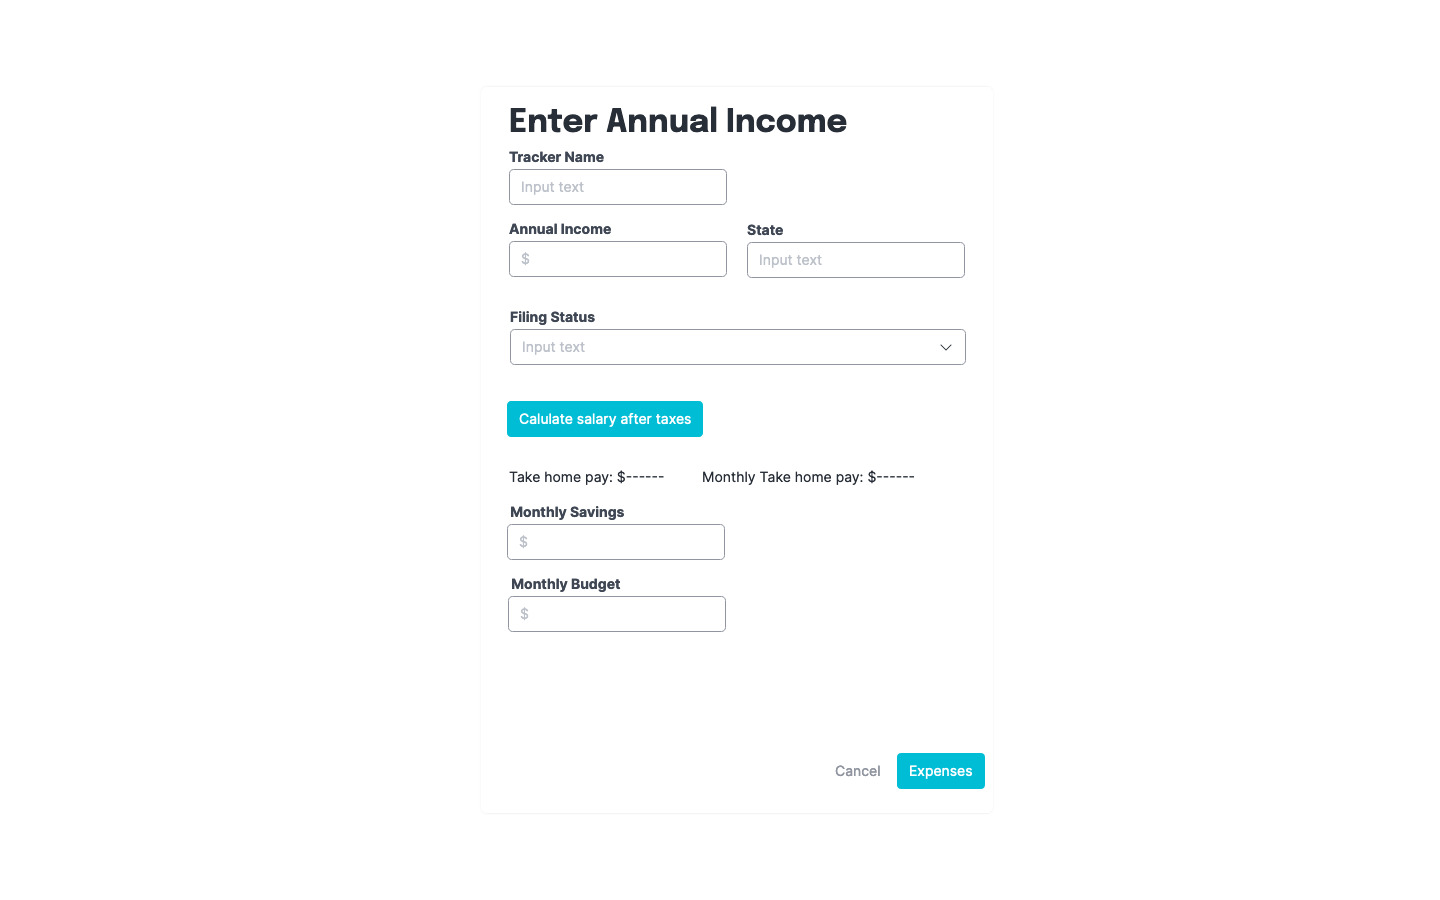 Enter Annual Income
Tracker Name
Input text
Annual Income
State
$
Input text
Filing Status
Input text
Calulate salary after taxes
Take home pay: $------ Monthly Take home pay: $------
Monthly Savings
$
Monthly Budget
$
Cancel
Expenses